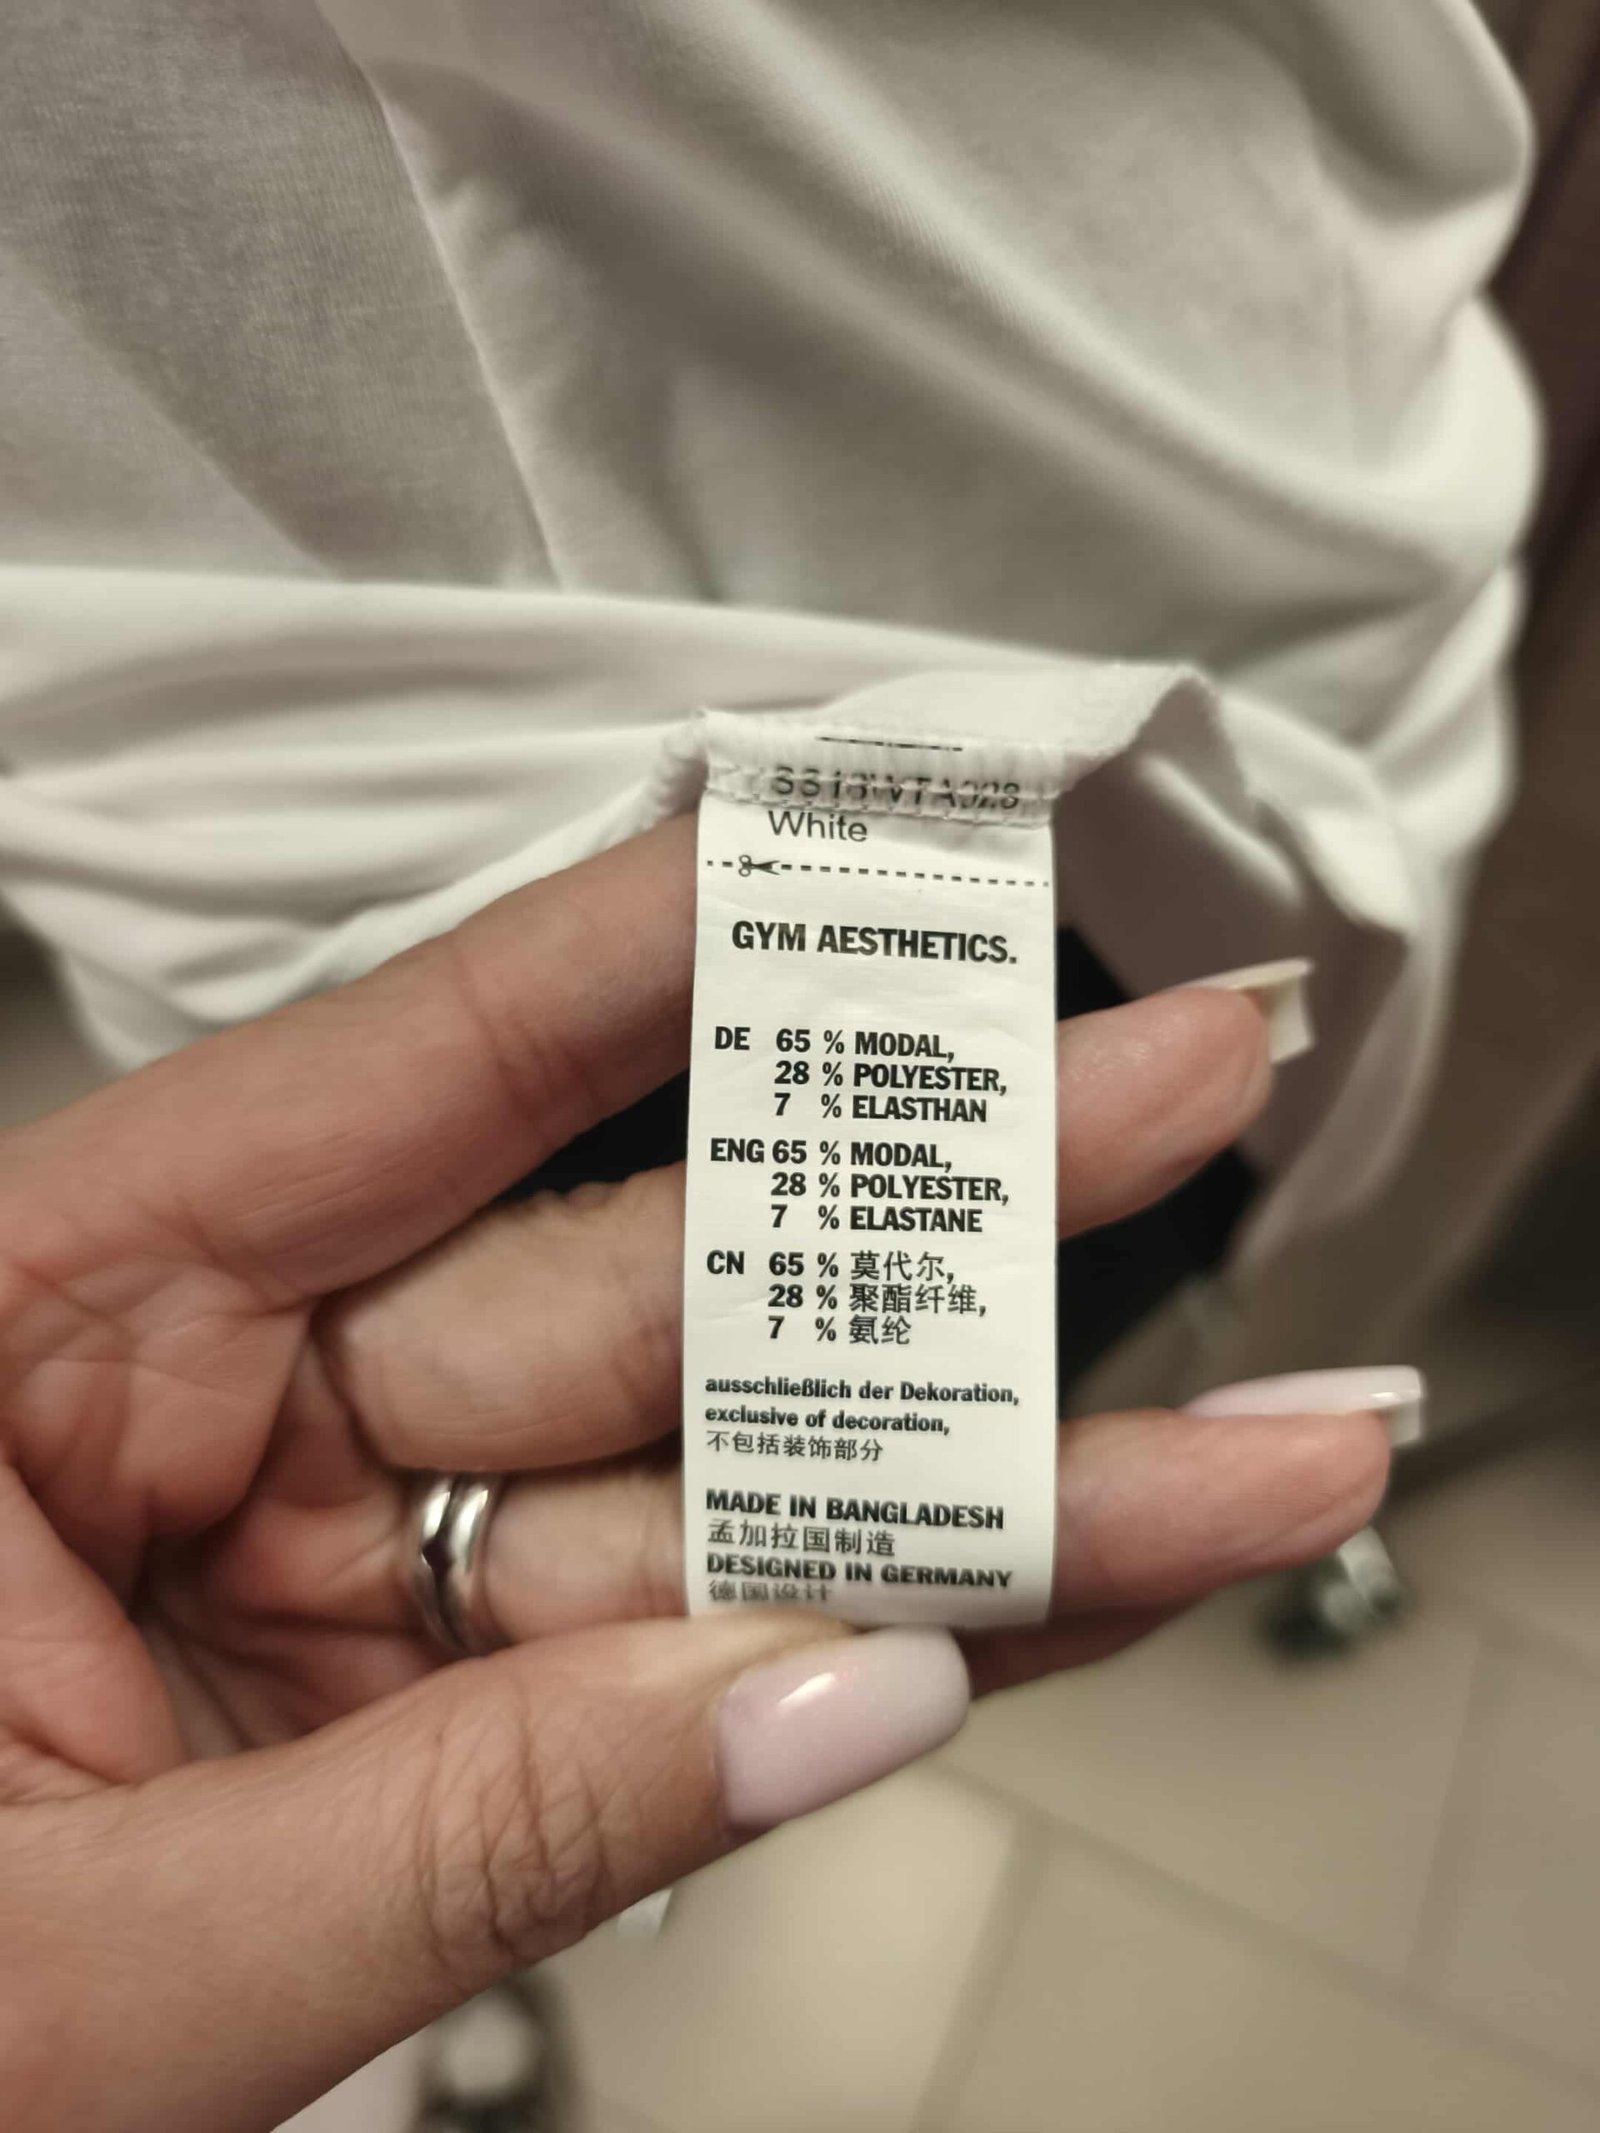 White
GYM AESTHETICS.
DE 65 % MODAL,
28 % POLYESTER,
7 % ELASTHAN
ENG 65 % MODAL,
28 % POLYESTER,
7 % ELASTANE
CN 65 % 莫代尔,
28 % 聚酯纤维,
7 % 氨纶
ausschließlich der Dekoration,
exclusive of decoration,
不包括装饰部分
MADE IN BANGLADESH
孟加拉国制造
DESIGNED IN GERMANY
德国设计